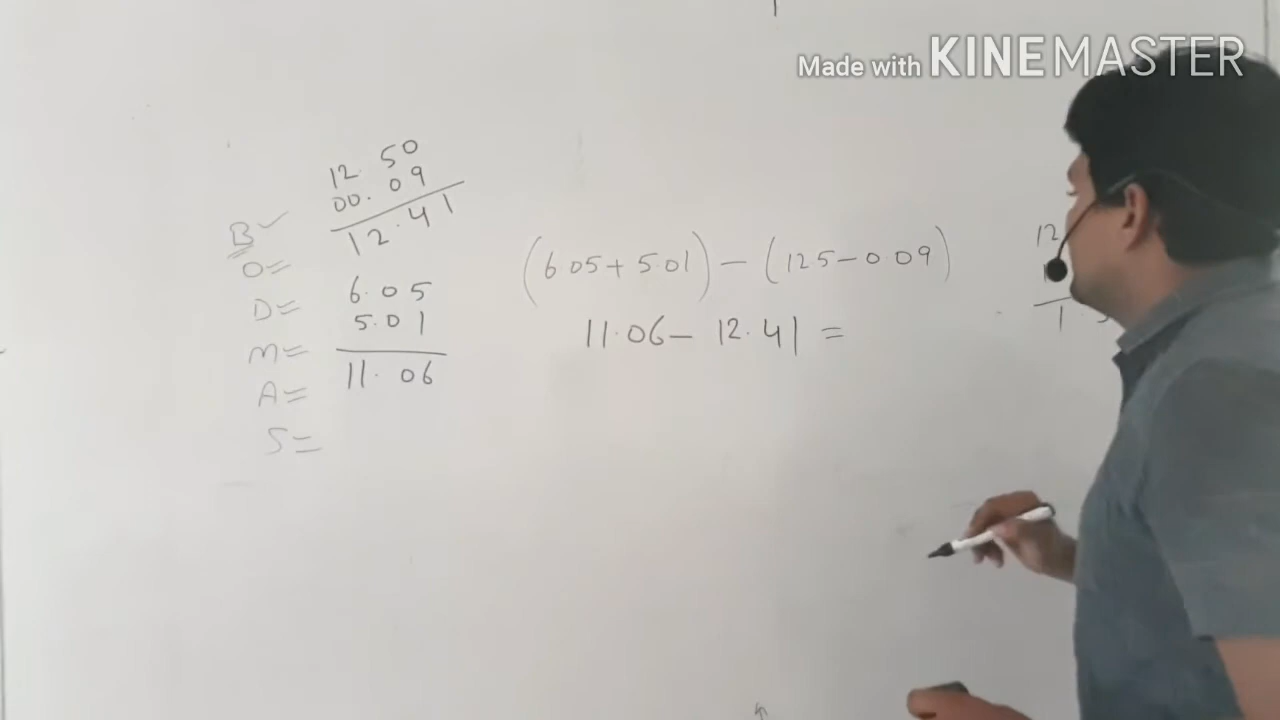 Made with KINEMASTER
12 50
00.09
12.41
B
O=
D=
M=
A=
S=
6.05
5.01
11.06
(6.05+5.01)-(12.5-0.09)
11.06- 12.41 =
12